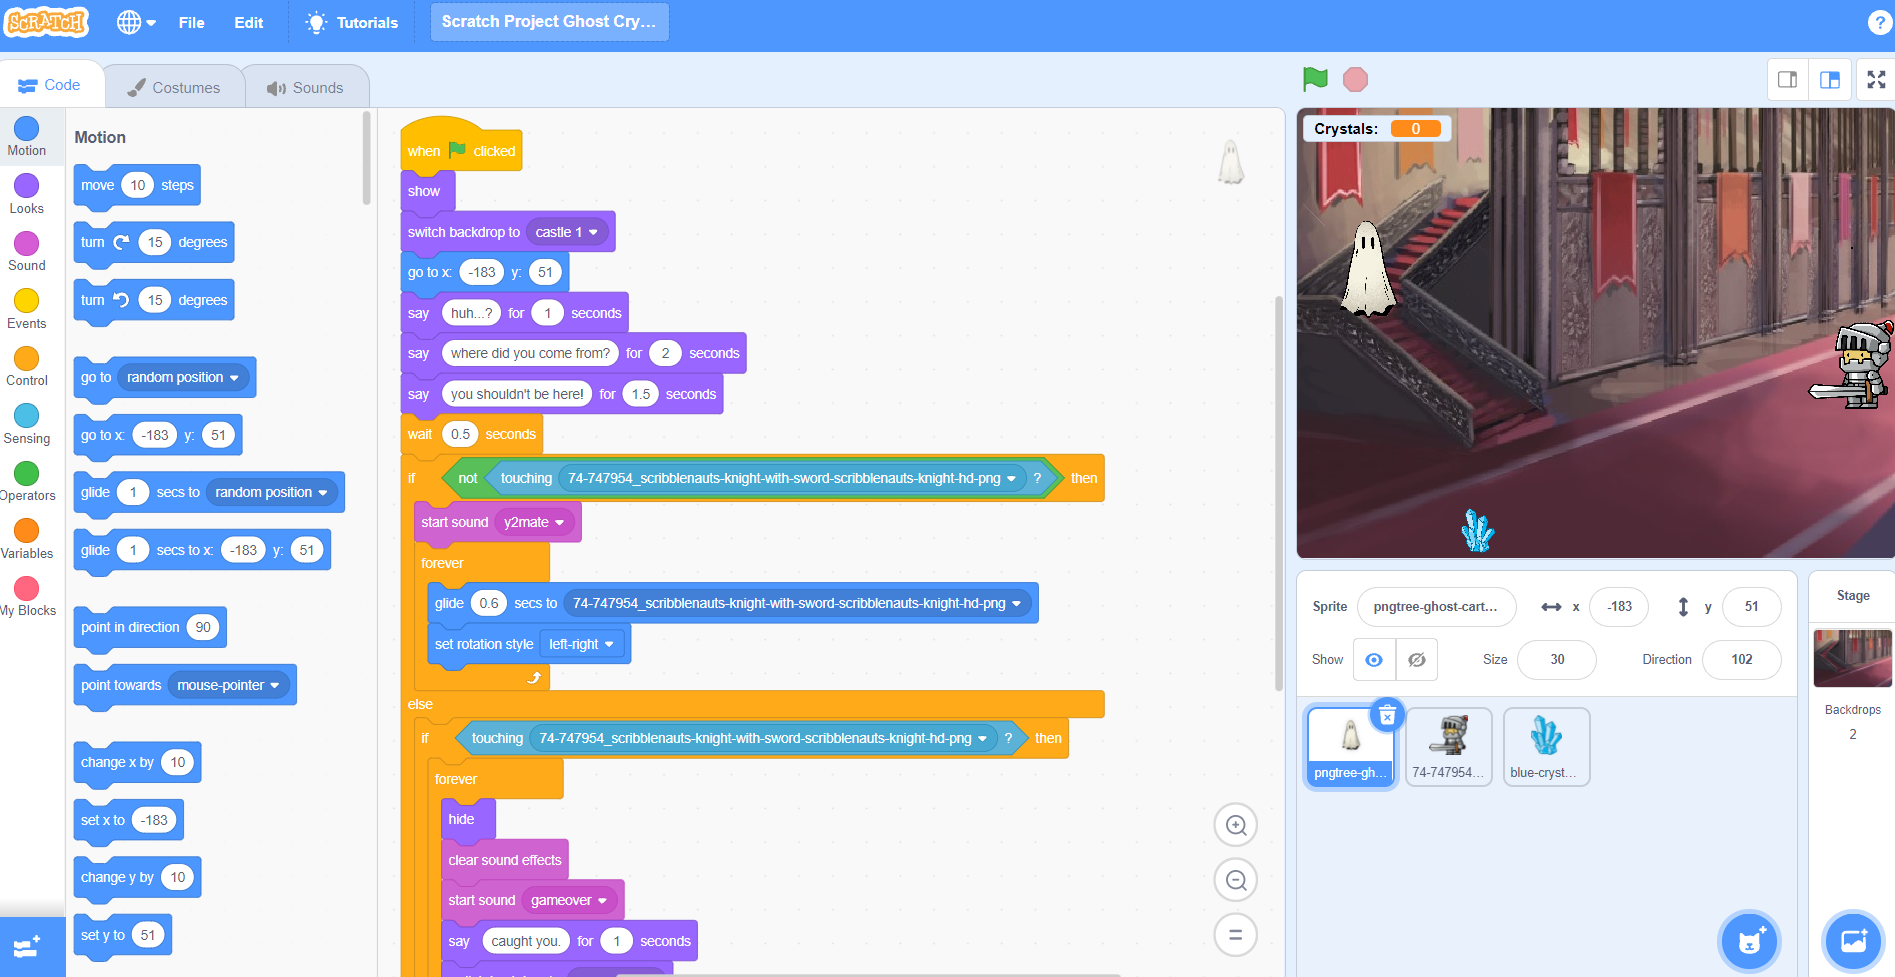 SCRATCH File Edit Tutorials Scratch Project Ghost Cry... ?
Code Costumes Sounds
Motion
Looks
Sound
Events
Control
Sensing
Operators
Variables
My Blocks
Motion
move 10 steps
turn 15 degrees
turn 15 degrees
go to random position
go to x: -183 y: 51
glide 1 secs to random position
glide 1 secs to x: -183 y: 51
point in direction 90
point towards mouse-pointer
change x by 10
set x to -183
change y by 10
set y to 51
when clicked
show
switch backdrop to castle 1
go to x: -183 y: 51
say huh...? for 1 seconds
say where did you come from? for 2 seconds
say you shouldn't be here! for 1.5 seconds
wait 0.5 seconds
if not touching 74-747954_scribblenauts-knight-with-sword-scribblenauts-knight-hd-png ? then
start sound y2mate
forever
glide 0.6 secs to 74-747954_scribblenauts-knight-with-sword-scribblenauts-knight-hd-png
set rotation style left-right
else
if touching 74-747954_scribblenauts-knight-with-sword-scribblenauts-knight-hd-png ? then
forever
hide
clear sound effects
start sound gameover
say caught you. for 1 seconds
Crystals: 0
Sprite pngtree-ghost-cart... x -183 y 51
Show Size 30 Direction 102
pngtree-gh... 74-747954... blue-cryst...
Stage
Backdrops
2